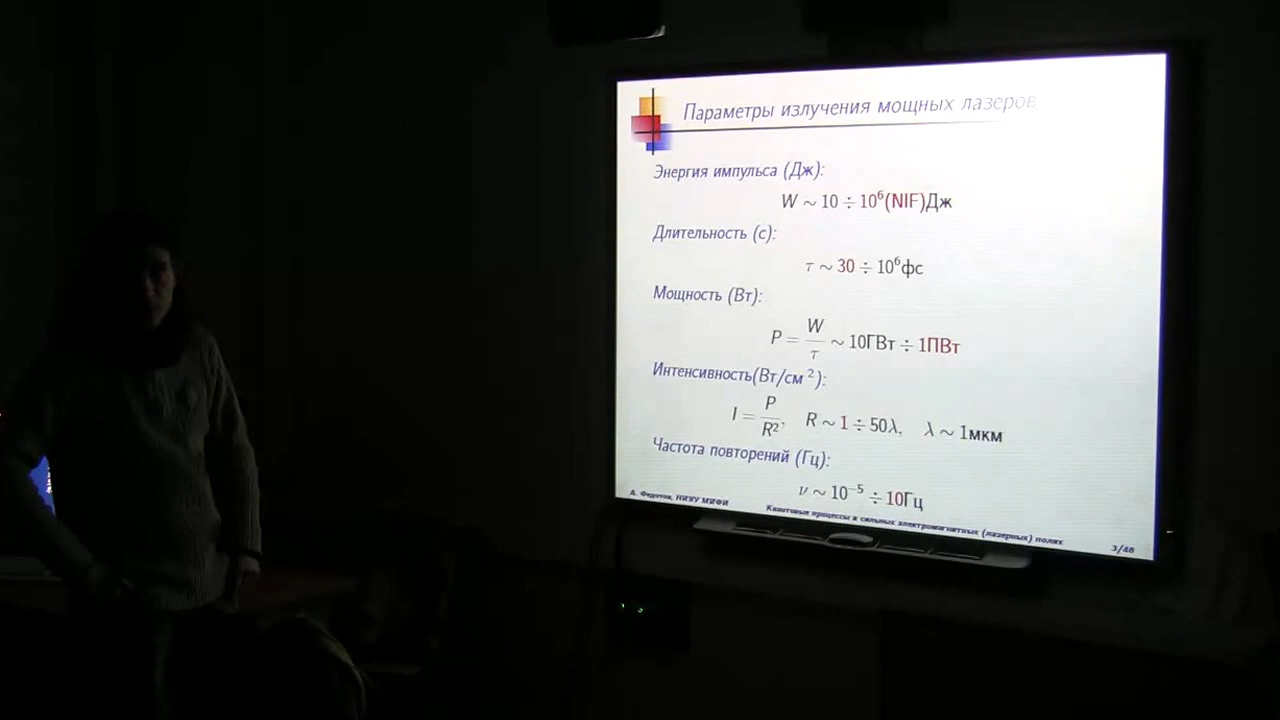 Параметры излучения мощных лазеров
Энергия импульса (Дж):
W ∼ 10 ÷ 10⁶(NIF)Дж
Длительность (с):
τ ∼ 30 ÷ 10⁶фс
Мощность (Вт):
P = W/τ ∼ 10ГВт ÷ 1ПВт
Интенсивность(Вт/см ²):
I = P/R², R ∼ 1 ÷ 50λ, λ ∼ 1мкм
Частота повторений (Гц):
ν ∼ 10⁻⁵ ÷ 10Гц
А. Федотов, НИЯУ МИФИ Квантовые процессы в сильных электромагнитных (лазерных) полях 3/48